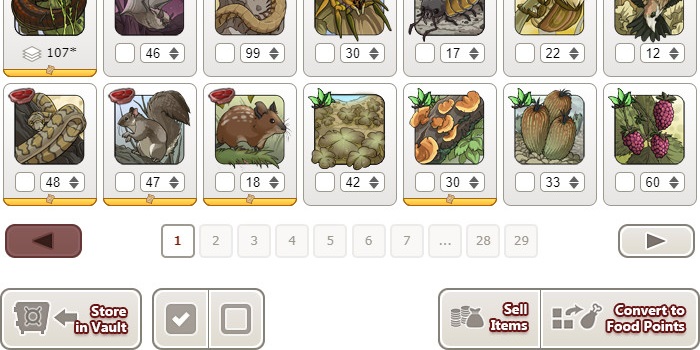 107* 46 99 30 17 22 12
48 47 18 42 30 33 60
1 2 3 4 5 6 7 ... 28 29
Store
in Vault
Sell
Items
Convert to
Food Points